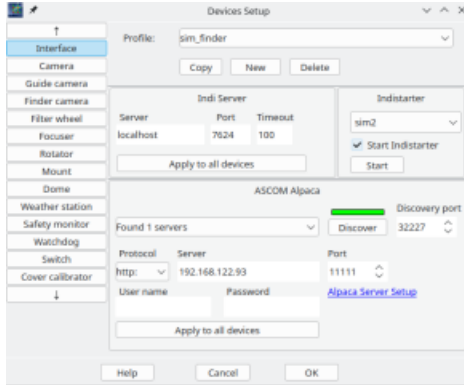 Devices Setup
↑
Interface
Camera
Guide camera
Finder camera
Filter wheel
Focuser
Rotator
Mount
Dome
Weather station
Safety monitor
Watchdog
Switch
Cover calibrator
↓
Profile: sim_finder
Copy New Delete
Indi Server
Server Port Timeout
localhost 7624 100
Apply to all devices
Indistarter
sim2
Start Indistarter
Start
ASCOM Alpaca
Discovery port
Found 1 servers Discover 32227
Protocol Server Port
http: 192.168.122.93 11111
User name Password Alpaca Server Setup
Apply to all devices
Help Cancel OK